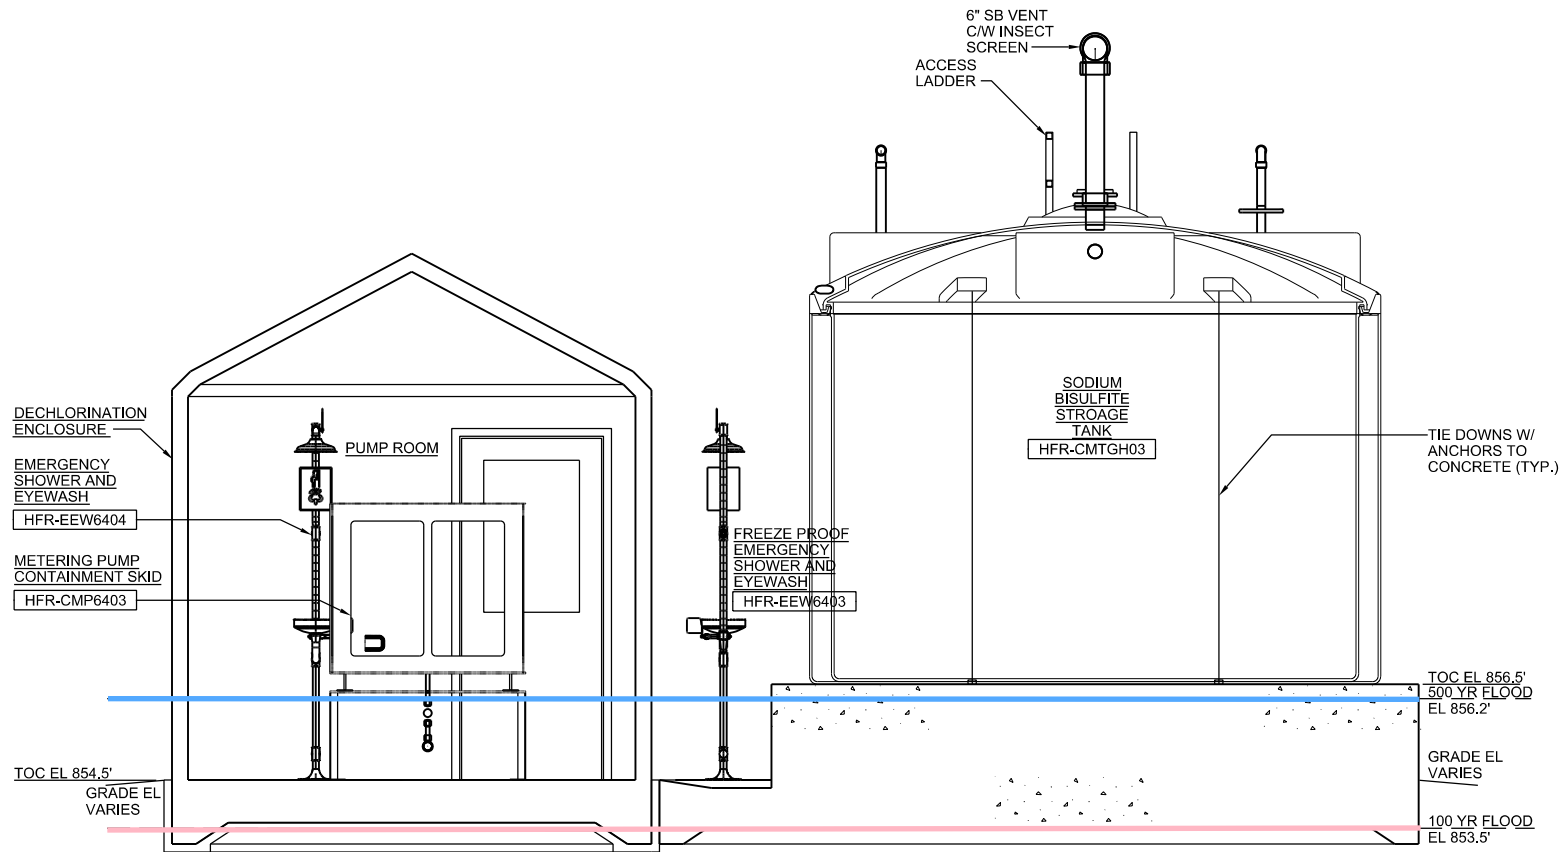 6" SB VENT
C/W INSECT
SCREEN
ACCESS
LADDER
DECHLORINATION
ENCLOSURE
EMERGENCY
SHOWER AND
EYEWASH
HFR-EEW6404
METERING PUMP
CONTAINMENT SKID
HFR-CMP6403
PUMP ROOM
FREEZE PROOF
EMERGENCY
SHOWER AND
EYEWASH
HFR-EEW6403
SODIUM
BISULFITE
STROAGE
TANK
HFR-CMTGH03
TIE DOWNS W/
ANCHORS TO
CONCRETE (TYP.)
TOC EL 856.5'
500 YR FLOOD
EL 856.2'
TOC EL 854.5'
GRADE EL
VARIES
GRADE EL
VARIES
100 YR FLOOD
EL 853.5'